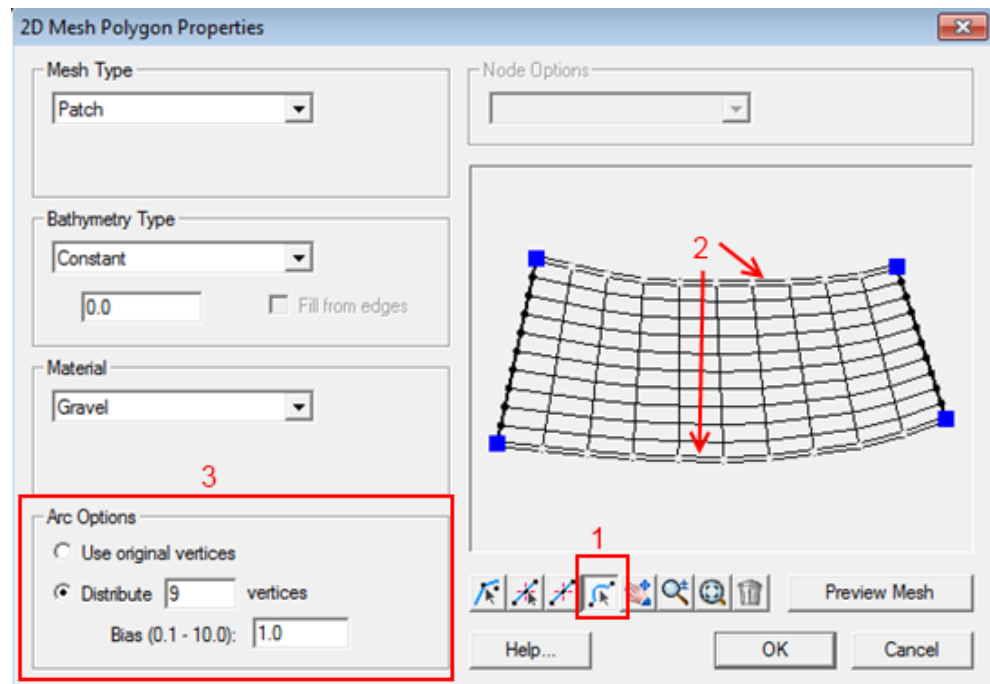 2D Mesh Polygon Properties
Mesh Type
Patch
Node Options
Bathymetry Type
Constant
0.0
Fill from edges
Material
Gravel
2
3
Arc Options
Use original vertices
Distribute 9 vertices
Bias (0.1 - 10.0): 1.0
1
Preview Mesh
Help...
OK
Cancel